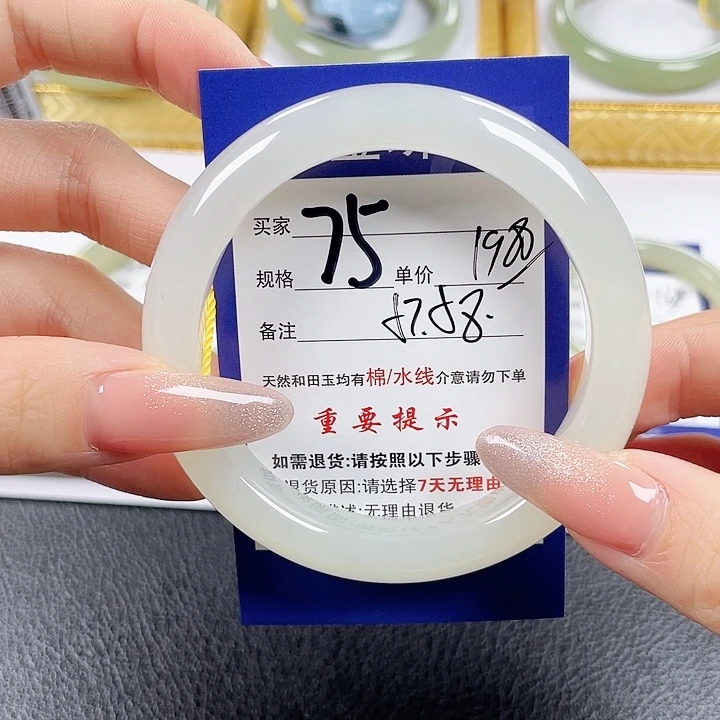 买家 75
规格 单价 1988
备注 57.58.
天然和田玉均有棉/水线介意请勿下单
重要提示
如需退货:请按照以下步骤
退货原因:请选择7天无理由
述:无理由退货